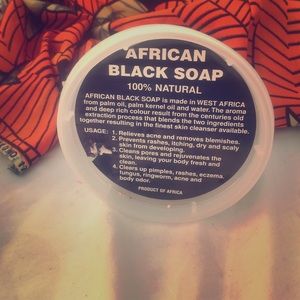 AFRICAN
BLACK SOAP
100% NATURAL
AFRICAN BLACK SOAP is made in WEST AFRICA
from palm oil, palm kernel oil and water. The aroma
and deep rich colour result from the centuries old
extraction process that blends the two ingredients
together resulting in the finest skin cleanser available.
USAGE: 1. Relieves acne and removes blemishes.
2. Prevents rashes, itching, dry and scaly
skin from developing.
3. Cleans pores and rejuvenates the
skin, leaving your body fresh and
clean.
4. Clears up pimples, rashes, eczema,
fungus, ringworm, acne and
body odor.
PRODUCT OF AFRICA